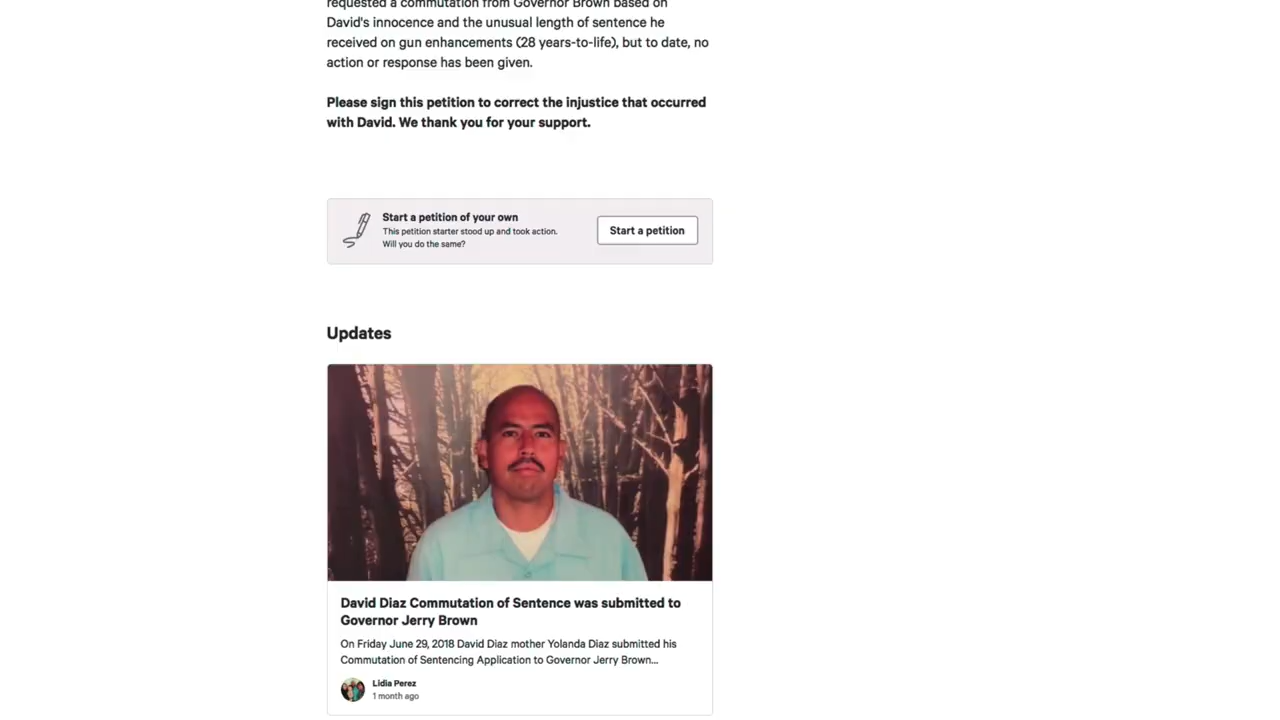 requested a commutation from Governor Brown based on
David's innocence and the unusual length of sentence he
received on gun enhancements (28 years-to-life), but to date, no
action or response has been given.
Please sign this petition to correct the injustice that occurred
with David. We thank you for your support.
Start a petition of your own
This petition starter stood up and took action.
Will you do the same?
Start a petition
Updates
David Diaz Commutation of Sentence was submitted to
Governor Jerry Brown
On Friday June 29, 2018 David Diaz mother Yolanda Diaz submitted his
Commutation of Sentencing Application to Governor Jerry Brown...
Lidia Perez
1 month ago